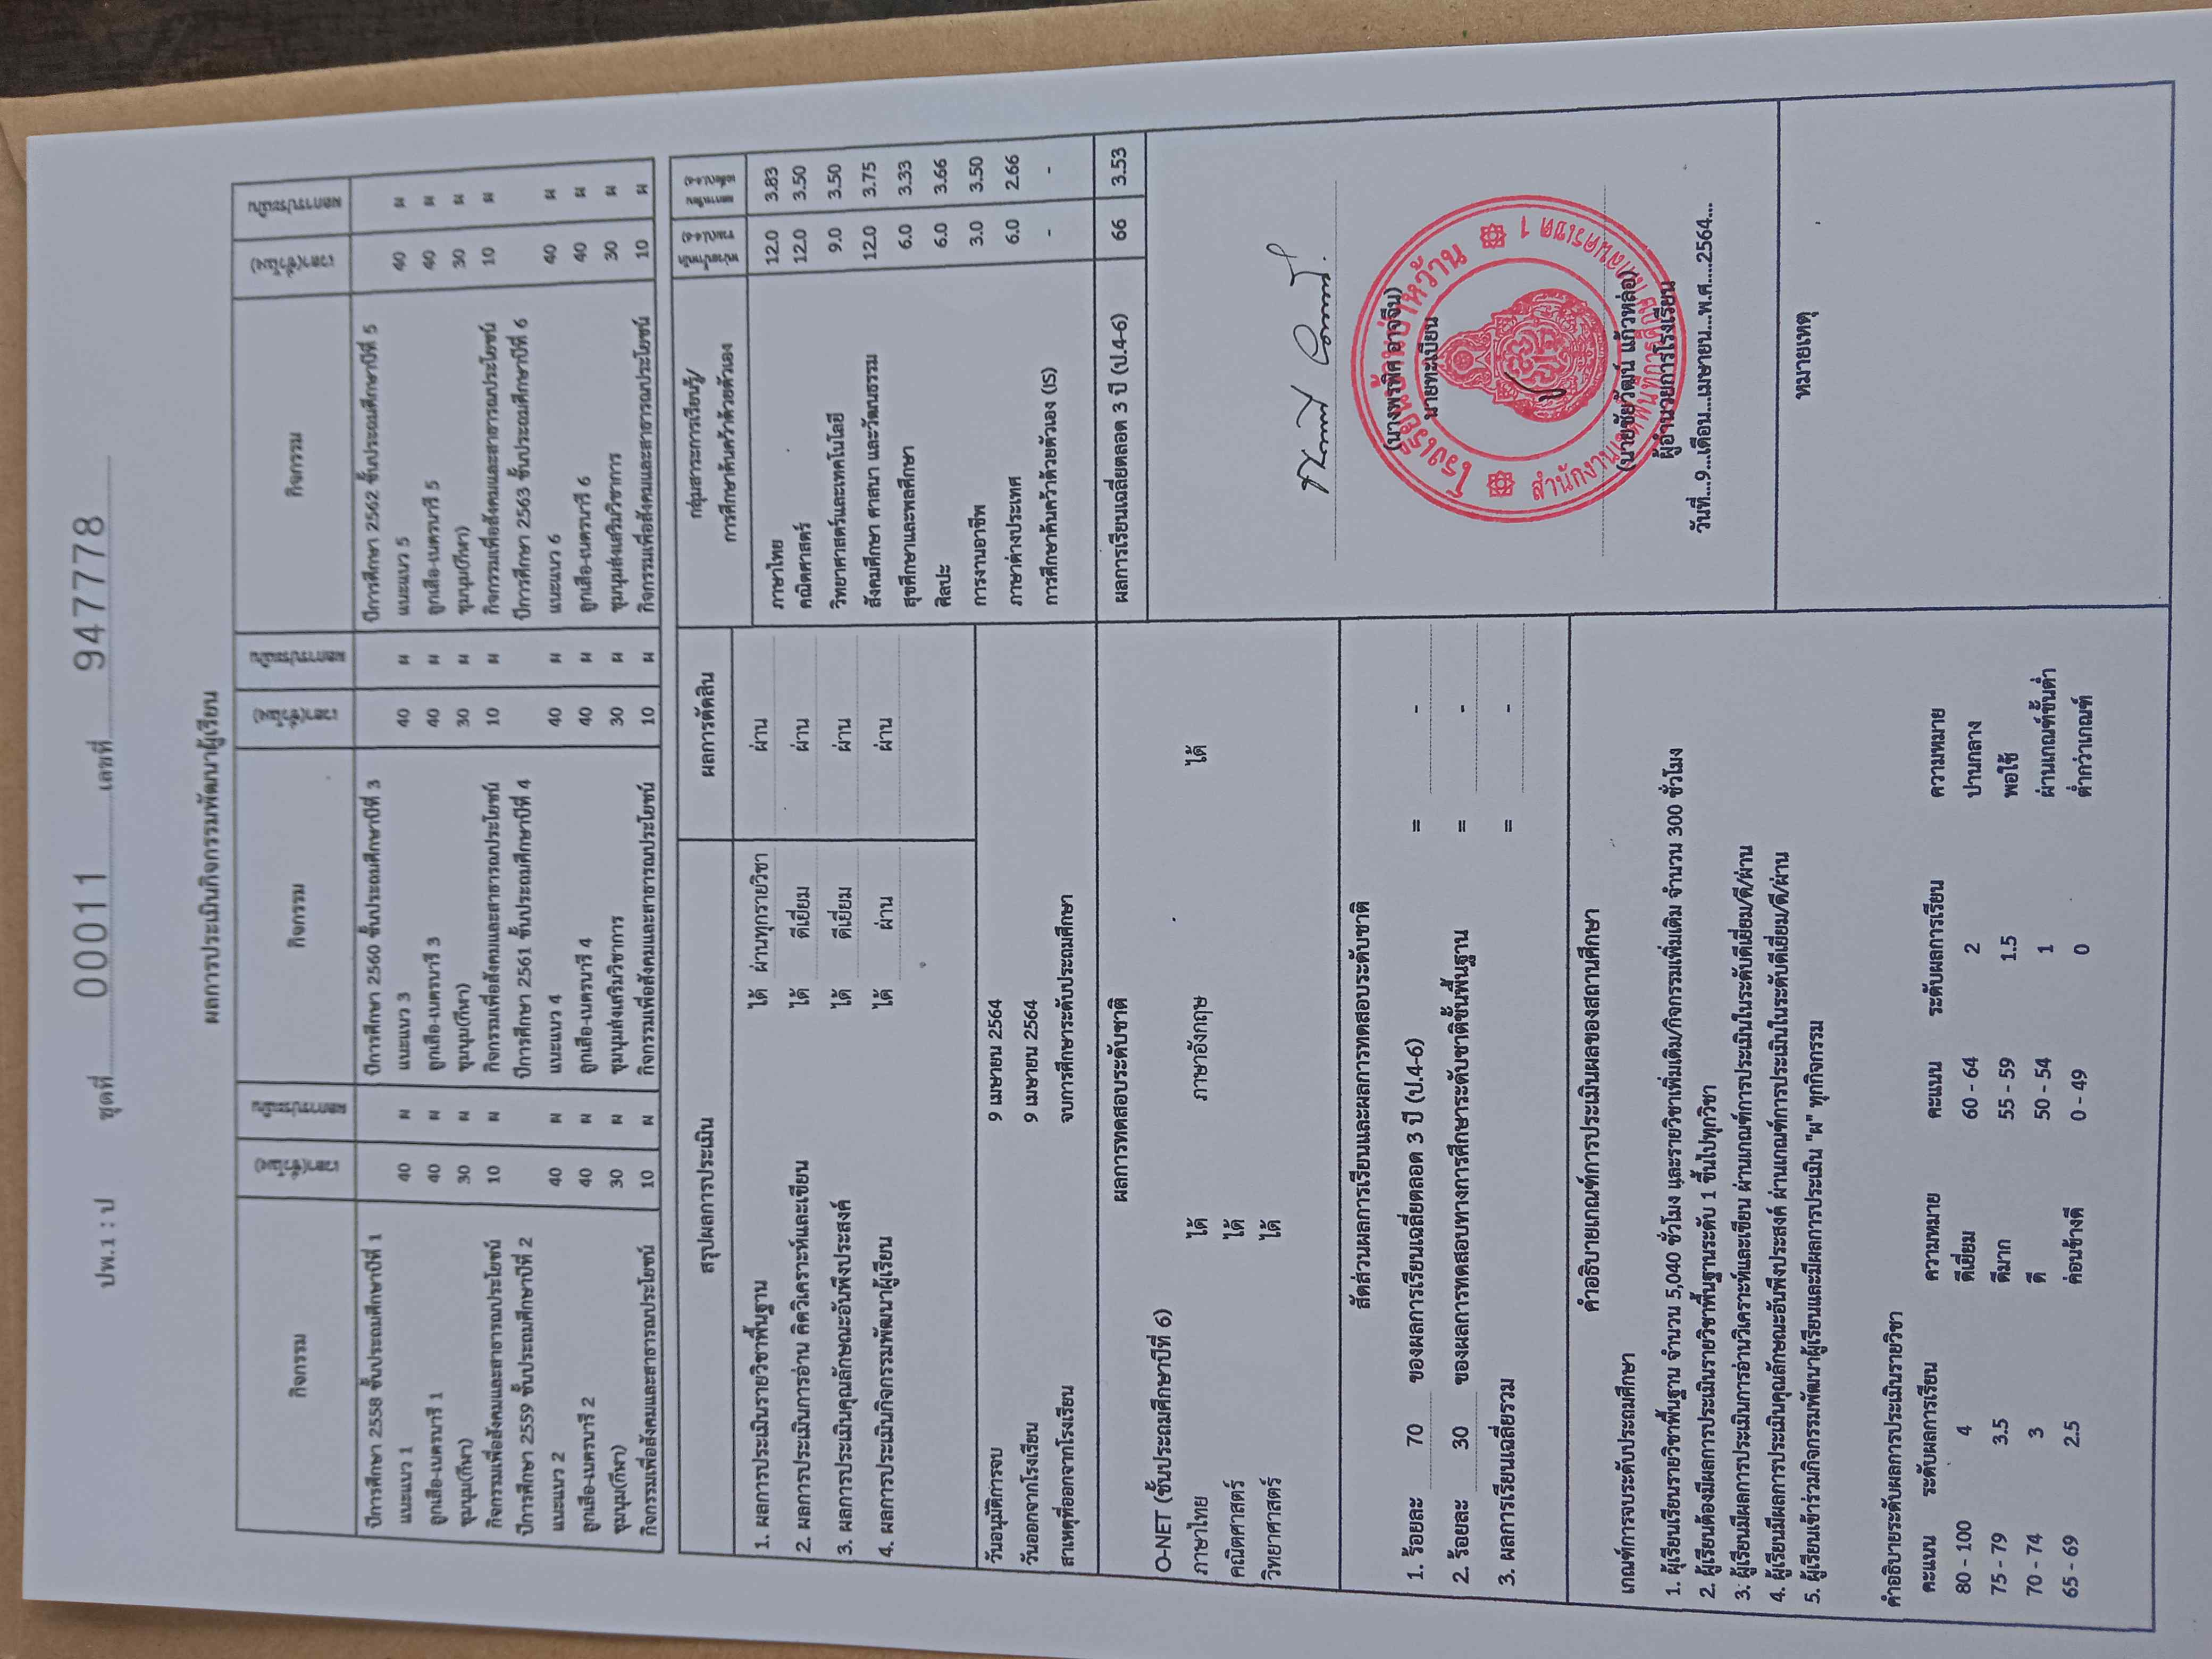 ปพ.1 : ป ชุดที่ 00011 เลขที่ 947778
ผลการประเมินกิจกรรมพัฒนาผู้เรียน
กิจกรรม เวลา(ชั่วโมง) ผลการประเมิน กิจกรรม เวลา(ชั่วโมง) ผลการประเมิน กิจกรรม เวลา(ชั่วโมง) ผลการประเมิน
ปีการศึกษา 2558 ชั้นประถมศึกษาปีที่ 1 ปีการศึกษา 2560 ชั้นประถมศึกษาปีที่ 3 ปีการศึกษา 2562 ชั้นประถมศึกษาปีที่ 5
แนะแนว 1 40 ผ แนะแนว 3 40 ผ แนะแนว 5 40 ผ
ลูกเสือ-เนตรนารี 1 40 ผ ลูกเสือ-เนตรนารี 3 40 ผ ลูกเสือ-เนตรนารี 5 40 ผ
ชุมนุม(กีฬา) 30 ผ ชุมนุม(กีฬา) 30 ผ ชุมนุม(กีฬา) 30 ผ
กิจกรรมเพื่อสังคมและสาธารณประโยชน์ 10 ผ กิจกรรมเพื่อสังคมและสาธารณประโยชน์ 10 ผ กิจกรรมเพื่อสังคมและสาธารณประโยชน์ 10 ผ
ปีการศึกษา 2559 ชั้นประถมศึกษาปีที่ 2 ปีการศึกษา 2561 ชั้นประถมศึกษาปีที่ 4 ปีการศึกษา 2563 ชั้นประถมศึกษาปีที่ 6
แนะแนว 2 40 ผ แนะแนว 4 40 ผ แนะแนว 6 40 ผ
ลูกเสือ-เนตรนารี 2 40 ผ ลูกเสือ-เนตรนารี 4 40 ผ ลูกเสือ-เนตรนารี 6 40 ผ
ชุมนุม(กีฬา) 30 ผ ชุมนุมส่งเสริมวิชาการ 30 ผ ชุมนุมส่งเสริมวิชาการ 30 ผ
กิจกรรมเพื่อสังคมและสาธารณประโยชน์ 10 ผ กิจกรรมเพื่อสังคมและสาธารณประโยชน์ 10 ผ กิจกรรมเพื่อสังคมและสาธารณประโยชน์ 10 ผ
สรุปผลการประเมิน ผลการตัดสิน
1. ผลการประเมินรายวิชาพื้นฐาน ได้ ผ่านทุกรายวิชา ผ่าน
2. ผลการประเมินการอ่าน คิดวิเคราะห์และเขียน ได้ ดีเยี่ยม ผ่าน
3. ผลการประเมินคุณลักษณะอันพึงประสงค์ ได้ ดีเยี่ยม ผ่าน
4. ผลการประเมินกิจกรรมพัฒนาผู้เรียน ได้ ผ่าน ผ่าน
วันอนุมัติการจบ 9 เมษายน 2564
วันออกจากโรงเรียน 9 เมษายน 2564
สาเหตุที่ออกจากโรงเรียน จบการศึกษาระดับประถมศึกษา
กลุ่มสาระการเรียนรู้/
การศึกษาค้นคว้าด้วยตัวเอง
ภาษาไทย 12.0 3.83
คณิตศาสตร์ 12.0 3.50
วิทยาศาสตร์และเทคโนโลยี 9.0 3.50
สังคมศึกษา ศาสนา และวัฒนธรรม 12.0 3.75
สุขศึกษาและพลศึกษา 6.0 3.33
ศิลปะ 6.0 3.66
การงานอาชีพ 3.0 3.50
ภาษาต่างประเทศ 6.0 2.66
การศึกษาค้นคว้าด้วยตัวเอง (IS) - -
ผลการเรียนเฉลี่ยตลอด 3 ปี (ป.4-6) 66 3.53
ผลการทดสอบระดับชาติ
O-NET (ชั้นประถมศึกษาปีที่ 6)
ภาษาไทย ได้ ภาษาอังกฤษ ได้
คณิตศาสตร์ ได้
วิทยาศาสตร์ ได้
สัดส่วนผลการเรียนและผลการทดสอบระดับชาติ
1. ร้อยละ 70 ของผลการเรียนเฉลี่ยตลอด 3 ปี (ป.4-6) = -
2. ร้อยละ 30 ของผลการทดสอบทางการศึกษาระดับชาติขั้นพื้นฐาน = -
3. ผลการเรียนเฉลี่ยรวม = -
(นางพรพิศ อาจจีน)
นายทะเบียน
โรงเรียนบ้านป่าหว้าน
(นายชัยวัฒน์ แก้วหล่อ)
ผู้อำนวยการโรงเรียน
วันที่...9...เดือน...เมษายน...พ.ศ....2564...
หมายเหตุ
คำอธิบายเกณฑ์การประเมินผลของสถานศึกษา
เกณฑ์การจบระดับประถมศึกษา
1. ผู้เรียนเรียนรายวิชาพื้นฐาน จำนวน 5,040 ชั่วโมง และรายวิชาเพิ่มเติม/กิจกรรมเพิ่มเติม จำนวน 300 ชั่วโมง
2. ผู้เรียนต้องมีผลการประเมินรายวิชาพื้นฐานระดับ 1 ขึ้นไปทุกวิชา
3. ผู้เรียนมีผลการประเมินการอ่านวิเคราะห์และเขียน ผ่านเกณฑ์การประเมินในระดับดีเยี่ยม/ดี/ผ่าน
4. ผู้เรียนมีผลการประเมินคุณลักษณะอันพึงประสงค์ ผ่านเกณฑ์การประเมินในระดับดีเยี่ยม/ดี/ผ่าน
5. ผู้เรียนเข้าร่วมกิจกรรมพัฒนาผู้เรียนและมีผลการประเมิน "ผ" ทุกกิจกรรม
คำอธิบายระดับผลการประเมินรายวิชา
คะแนน ระดับผลการเรียน ความหมาย คะแนน ระดับผลการเรียน ความหมาย
80 - 100 4 ดีเยี่ยม 60 - 64 2 ปานกลาง
75 - 79 3.5 ดีมาก 55 - 59 1.5 พอใช้
70 - 74 3 ดี 50 - 54 1 ผ่านเกณฑ์ขั้นต่ำ
65 - 69 2.5 ค่อนข้างดี 0 - 49 0 ต่ำกว่าเกณฑ์